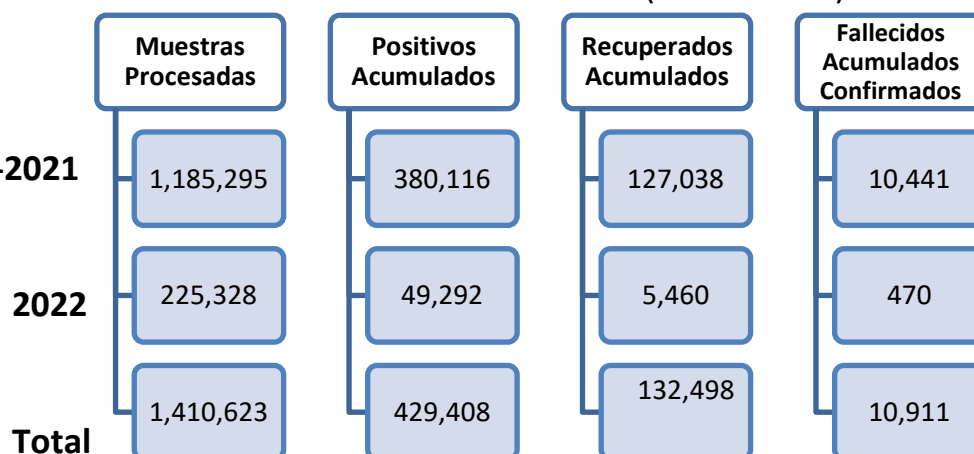 Muestras
Procesadas
Positivos
Acumulados
Recuperados
Acumulados
Fallecidos
Acumulados
Confirmados
-2021
1,185,295
380,116
127,038
10,441
2022
225,328
49,292
5,460
470
Total
1,410,623
429,408
132,498
10,911